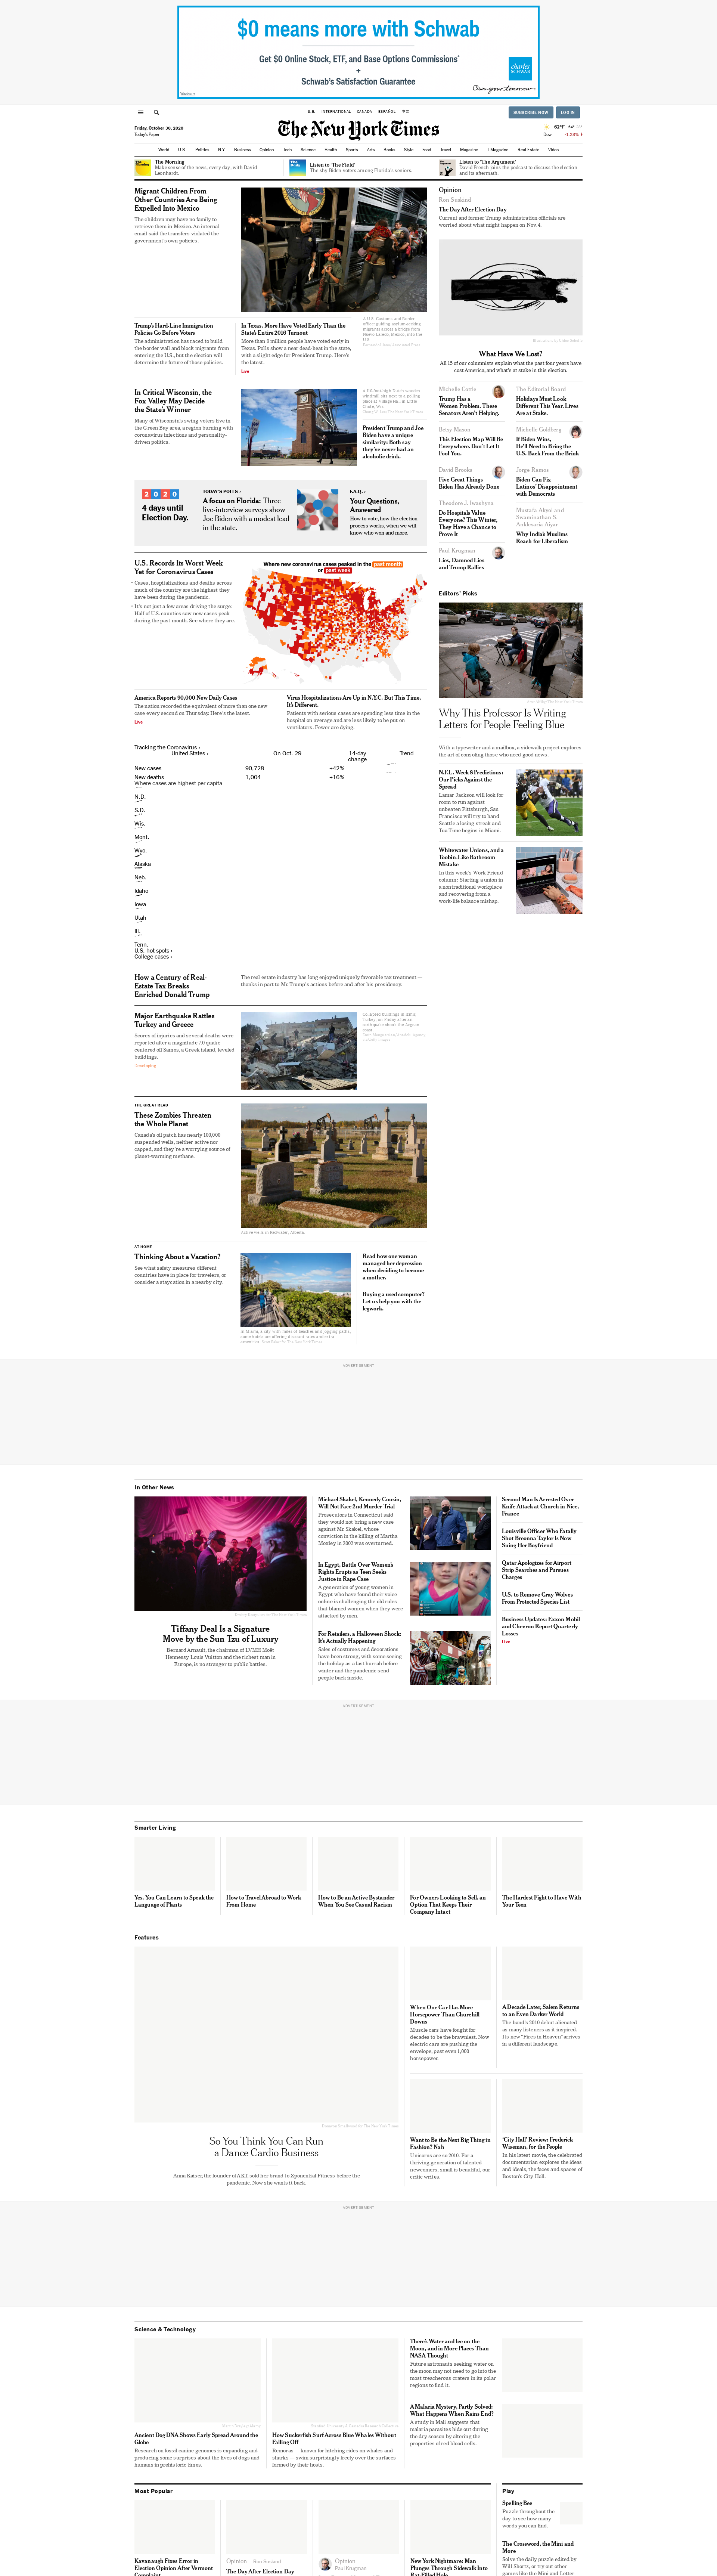 $0 means more with Schwab
Get $0 Online Stock, ETF, and Base Options Commissions*
+
Schwab's Satisfaction Guarantee
charles
SCHWAB
Own your tomorrow
Disclosure
U.S.
INTERNATIONAL
CANADA
ESPAÑOL
中文
SUBSCRIBE NOW
LOG IN
Friday, October 30, 2020
Today's Paper
The New York Times
62°F
Dow
-1.28%
World
U.S.
Politics
N.Y.
Business
Opinion
Tech
Science
Health
Sports
Arts
Books
Style
Food
Travel
Magazine
T Magazine
Real Estate
Video
The Morning
Make sense of the news, every day, with David
Leonhardt.
Listen to 'The Field'
The shy Biden voters among Florida's seniors.
Listen to 'The Argument'
David French joins the podcast to discuss the election
and its aftermath.
Migrant Children From
Other Countries Are Being
Expelled Into Mexico
The children may have no family to
retrieve them in Mexico. An internal
email said the transfers violated the
government's own policies.
A U.S. Customs and Border
officer guiding asylum-seeking
migrants across a bridge from
Nuevo Laredo, Mexico, into the
U.S.
Trump's Hard-Line Immigration
Policies Go Before Voters
The administration has raced to build
the border wall and block migrants from
entering the U.S., but the election will
determine the future of those policies.
In Texas, More Have Voted Early Than the
State's Entire 2016 Turnout
More than 9 million people have voted early in
Texas. Polls show a near dead-heat in the state,
with a slight edge for President Trump. Here's
the latest.
Live
In Critical Wisconsin, the
Fox Valley May Decide
the State's Winner
Many of Wisconsin's swing voters live in
the Green Bay area, a region burning with
coronavirus infections and personality-
driven politics.
President Trump and Joe
Biden have a unique
similarity: Both say
they've never had an
alcoholic drink.
2020
4 days until
Election Day.
TODAY'S POLLS ›
A focus on Florida: Three
live-interview surveys show
Joe Biden with a modest lead
in the state.
F.A.Q. ›
Your Questions,
Answered
How to vote, how the election
process works, when we will
know who won and more.
U.S. Records Its Worst Week
Yet for Coronavirus Cases
• Cases, hospitalizations and deaths across
much of the country are the highest they
have been during the pandemic.
• It's not just a few areas driving the surge:
Half of U.S. counties saw new cases peak
during the past month. See where they are.
Where new coronavirus cases peaked in the past month
or past week
America Reports 90,000 New Daily Cases
The nation recorded the equivalent of more than one new
case every second on Thursday. Here's the latest.
Live
Virus Hospitalizations Are Up in N.Y.C. But This Time,
It's Different.
Patients with serious cases are spending less time in the
hospital on average and are less likely to be put on
ventilators. Fewer are dying.
Tracking the Coronavirus ›
United States ›
On Oct. 29
14-day
change
Trend
New cases
90,728
+42%
New deaths
1,004
+16%
Where cases are highest per capita
N.D.
S.D.
Wis.
Mont.
Wyo.
Alaska
Neb.
Idaho
Iowa
Utah
Ill.
Tenn.
U.S. hot spots ›
College cases ›
How a Century of Real-
Estate Tax Breaks
Enriched Donald Trump
The real estate industry has long enjoyed uniquely favorable tax treatment —
thanks in part to Mr. Trump's actions before and after his presidency.
Major Earthquake Rattles
Turkey and Greece
Scores of injuries and several deaths were
reported after a magnitude 7.0 quake
centered off Samos, a Greek island, leveled
buildings.
Developing
Collapsed buildings in Izmir,
Turkey, on Friday after an
earthquake struck the Aegean
coast.
THE GREAT READ
These Zombies Threaten
the Whole Planet
Canada's oil patch has nearly 100,000
suspended wells, neither active nor
capped, and they're a worrying source of
planet-warming methane.
Active wells in Redwater, Alberta.
AT HOME
Thinking About a Vacation?
See what safety measures different
countries have in place for travelers, or
consider a staycation in a nearby city.
In Miami, a city with miles of beaches and jogging paths,
some hotels are offering discount rates and extra
amenities.
Read how one woman
managed her depression
when deciding to become
a mother.
Buying a used computer?
Let us help you with the
legwork.
Opinion
Ron Suskind
The Day After Election Day
Current and former Trump administration officials are
worried about what might happen on Nov. 4.
What Have We Lost?
All 15 of our columnists explain what the past four years have
cost America, and what's at stake in this election.
Michelle Cottle
Trump Has a
Women Problem. These
Senators Aren't Helping.
The Editorial Board
Holidays Must Look
Different This Year. Lives
Are at Stake.
Betsy Mason
This Election Map Will Be
Everywhere. Don't Let It
Fool You.
Michelle Goldberg
If Biden Wins,
He'll Need to Bring the
U.S. Back From the Brink
David Brooks
Five Great Things
Biden Has Already Done
Jorge Ramos
Biden Can Fix
Latinos' Disappointment
with Democrats
Theodore J. Iwashyna
Do Hospitals Value
Everyone? This Winter,
They Have a Chance to
Prove It
Mustafa Akyol and
Swaminathan S.
Anklesaria Aiyar
Why India's Muslims
Reach for Liberalism
Paul Krugman
Lies, Damned Lies
and Trump Rallies
Editors' Picks
Why This Professor Is Writing
Letters for People Feeling Blue
With a typewriter and a mailbox, a sidewalk project explores
the art of consoling those who need good news.
N.F.L. Week 8 Predictions:
Our Picks Against the
Spread
Lamar Jackson will look for
room to run against
unbeaten Pittsburgh, San
Francisco will try to hand
Seattle a losing streak and
Tua Time begins in Miami.
Whitewater Unions, and a
Toobin-Like Bathroom
Mistake
In this week's Work Friend
column: Starting a union in
a nontraditional workplace
and recovering from a
work-life balance mishap.
ADVERTISEMENT
In Other News
Tiffany Deal Is a Signature
Move by the Sun Tzu of Luxury
Bernard Arnault, the chairman of LVMH Moët
Hennessy Louis Vuitton and the richest man in
Europe, is no stranger to public battles.
Michael Skakel, Kennedy Cousin,
Will Not Face 2nd Murder Trial
Prosecutors in Connecticut said
they would not bring a new case
against Mr. Skakel, whose
conviction in the killing of Martha
Moxley in 2002 was overturned.
In Egypt, Battle Over Women's
Rights Erupts as Teen Seeks
Justice in Rape Case
A generation of young women in
Egypt who have found their voice
online is challenging the old rules
that blamed women when they were
attacked by men.
For Retailers, a Halloween Shock:
It's Actually Happening
Sales of costumes and decorations
have been strong, with some seeing
the holiday as a last hurrah before
winter and the pandemic send
people back inside.
Second Man Is Arrested Over
Knife Attack at Church in Nice,
France
Louisville Officer Who Fatally
Shot Breonna Taylor Is Now
Suing Her Boyfriend
Qatar Apologizes for Airport
Strip Searches and Pursues
Charges
U.S. to Remove Gray Wolves
From Protected Species List
Business Updates: Exxon Mobil
and Chevron Report Quarterly
Losses
Live
ADVERTISEMENT
Smarter Living
Yes, You Can Learn to Speak the
Language of Plants
How to Travel Abroad to Work
From Home
How to Be an Active Bystander
When You See Casual Racism
For Owners Looking to Sell, an
Option That Keeps Their
Company Intact
The Hardest Fight to Have With
Your Teen
Features
So You Think You Can Run
a Dance Cardio Business
Anna Kaiser, the founder of AKT, sold her brand to Xponential Fitness before the
pandemic. Now she wants it back.
When One Car Has More
Horsepower Than Churchill
Downs
Muscle cars have fought for
decades to be the brawniest. Now
electric cars are pushing the
envelope, past even 1,000
horsepower.
A Decade Later, Salem Returns
to an Even Darker World
The band's 2010 debut alienated
as many listeners as it inspired.
Its new "Fires in Heaven" arrives
in a different landscape.
Want to Be the Next Big Thing in
Fashion? Nah
Unicorns are so 2010. For a
thriving generation of talented
newcomers, small is beautiful, our
critic writes.
'City Hall' Review: Frederick
Wiseman, for the People
In his latest movie, the celebrated
documentarian explores the ideas
and ideals, the faces and spaces of
Boston's City Hall.
ADVERTISEMENT
Science & Technology
Ancient Dog DNA Shows Early Spread Around the
Globe
Research on fossil canine genomes is expanding and
producing some surprises about the lives of dogs and
humans in prehistoric times.
How Suckerfish Surf Across Blue Whales Without
Falling Off
Remoras — known for hitching rides on whales and
sharks — swim surprisingly freely over the surfaces
formed by their hosts.
There's Water and Ice on the
Moon, and in More Places Than
NASA Thought
Future astronauts seeking water on
the moon may not need to go into the
most treacherous craters in its polar
regions to find it.
A Malaria Mystery, Partly Solved:
What Happens When Rains End?
A study in Mali suggests that
malaria parasites hide out during
the dry season by altering the
properties of red blood cells.
Most Popular
Kavanaugh Fixes Error in
Election Opinion After Vermont
Complaint
Opinion
Ron Suskind
The Day After Election Day
Opinion
Paul Krugman
New York Nightmare: Man
Plunges Through Sidewalk Into
Rat-Filled Hole
Play
Spelling Bee
Puzzle throughout the
day to see how many
words you can find.
The Crossword, the Mini and
More
Solve the daily puzzle edited by
Will Shortz, or try out other
games like the Mini and Letter